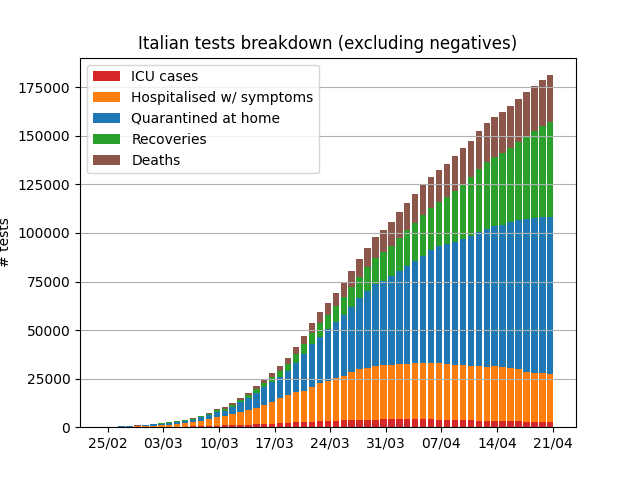 Italian tests breakdown (excluding negatives)
ICU cases
Hospitalised w/ symptoms
Quarantined at home
Recoveries
Deaths
175000
150000
125000
100000
75000
50000
25000
0
# tests
25/02 03/03 10/03 17/03 24/03 31/03 07/04 14/04 21/04